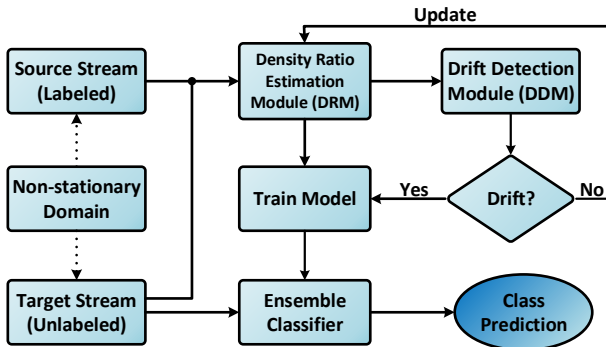 Update
Source Stream
(Labeled)
Density Ratio
Estimation
Module (DRM)
Drift Detection
Module (DDM)
Non-stationary
Domain
Train Model
Yes
Drift?
No
Target Stream
(Unlabeled)
Ensemble
Classifier
Class
Prediction